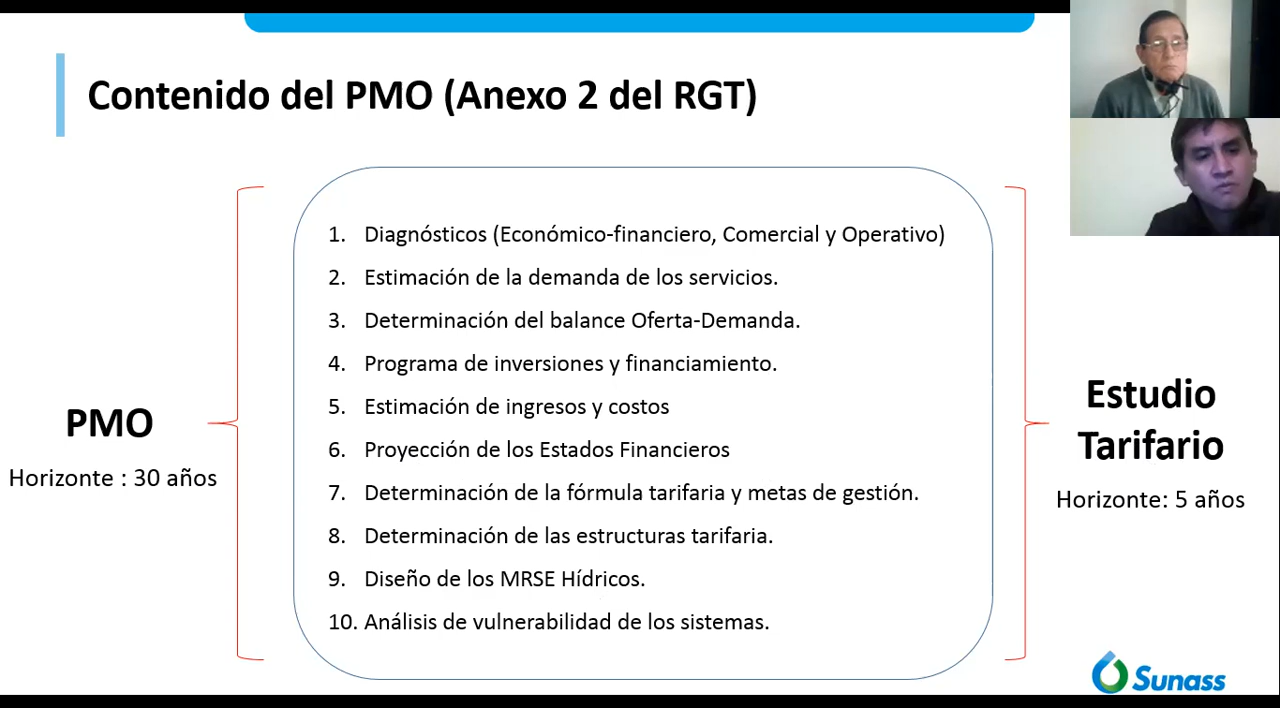 Contenido del PMO (Anexo 2 del RGT)
1. Diagnósticos (Económico-financiero, Comercial y Operativo)
2. Estimación de la demanda de los servicios.
3. Determinación del balance Oferta-Demanda.
4. Programa de inversiones y financiamiento.
5. Estimación de ingresos y costos
6. Proyección de los Estados Financieros
7. Determinación de la fórmula tarifaria y metas de gestión.
8. Determinación de las estructuras tarifaria.
9. Diseño de los MRSE Hídricos.
10. Análisis de vulnerabilidad de los sistemas.
PMO
Horizonte : 30 años
Estudio
Tarifario
Horizonte: 5 años
Sunass